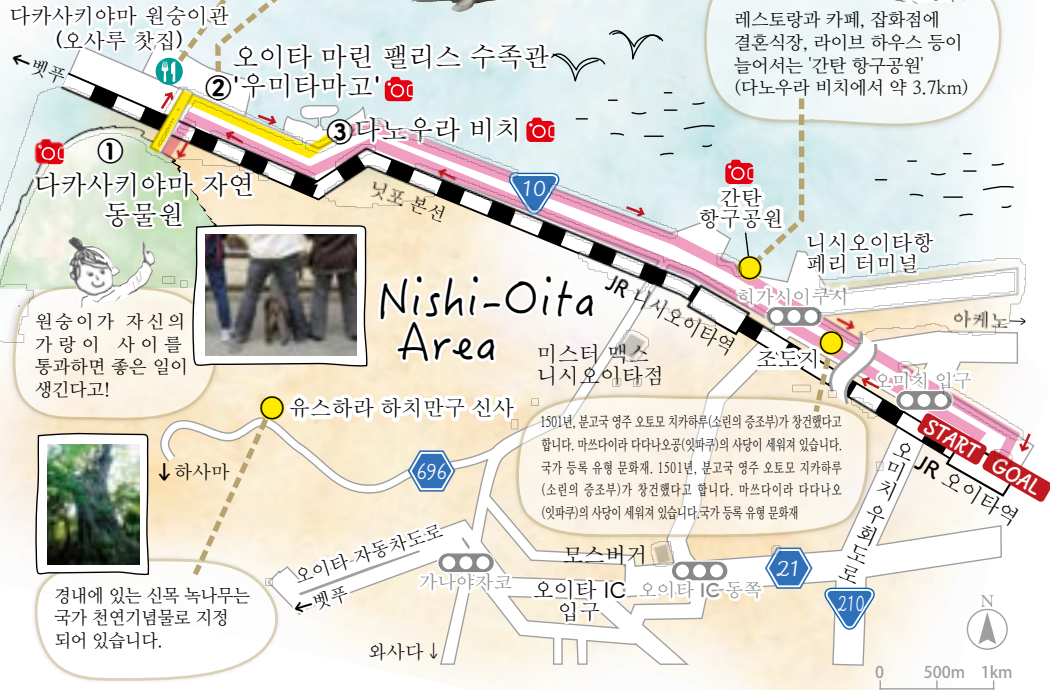 다카사키야마 원숭이관
(오사루 찻집)
←벳푸
②
오이타 마린 팰리스 수족관
'우미타마고'
③ 다노우라 비치
①
다카사키야마 자연
동물원
레스토랑과 카페, 잡화점에
결혼식장, 라이브 하우스 등이
늘어서는 '간탄 항구공원'
(다노우라 비치에서 약 3.7km)
10
닛포 본선
간탄
항구공원
니시오이타항
페리 터미널
히가시이쿠시
JR 니시오이타역
아케노→
조도지
오미치 입구
START
GOAL
JR 오이타역
Nishi-Oita
Area
원숭이가 자신의
가랑이 사이를
통과하면 좋은 일이
생긴다고!
미스터 맥스
니시오이타점
유스하라 하치만구 신사
↓하사마
696
1501년, 분고국 영주 오토모 지카하루(소린의 증조부)가 창건했다고
합니다. 마쓰다이라 다다나오공(잇파쿠)의 사당이 세워져 있습니다.
국가 등록 유형 문화재. 1501년, 분고국 영주 오토모 지카하루
(소린의 증조부)가 창건했다고 합니다. 마쓰다이라 다다나오
(잇파쿠)의 사당이 세워져 있습니다.국가 등록 유형 문화재
오미치 우회도로
오이타 자동차도로
←벳푸
가나야자코
모스버거
오이타 IC
입구
오이타 IC 동쪽
21
210
경내에 있는 신목 녹나무는
국가 천연기념물로 지정
되어 있습니다.
와사다↓
N
0 500m 1km